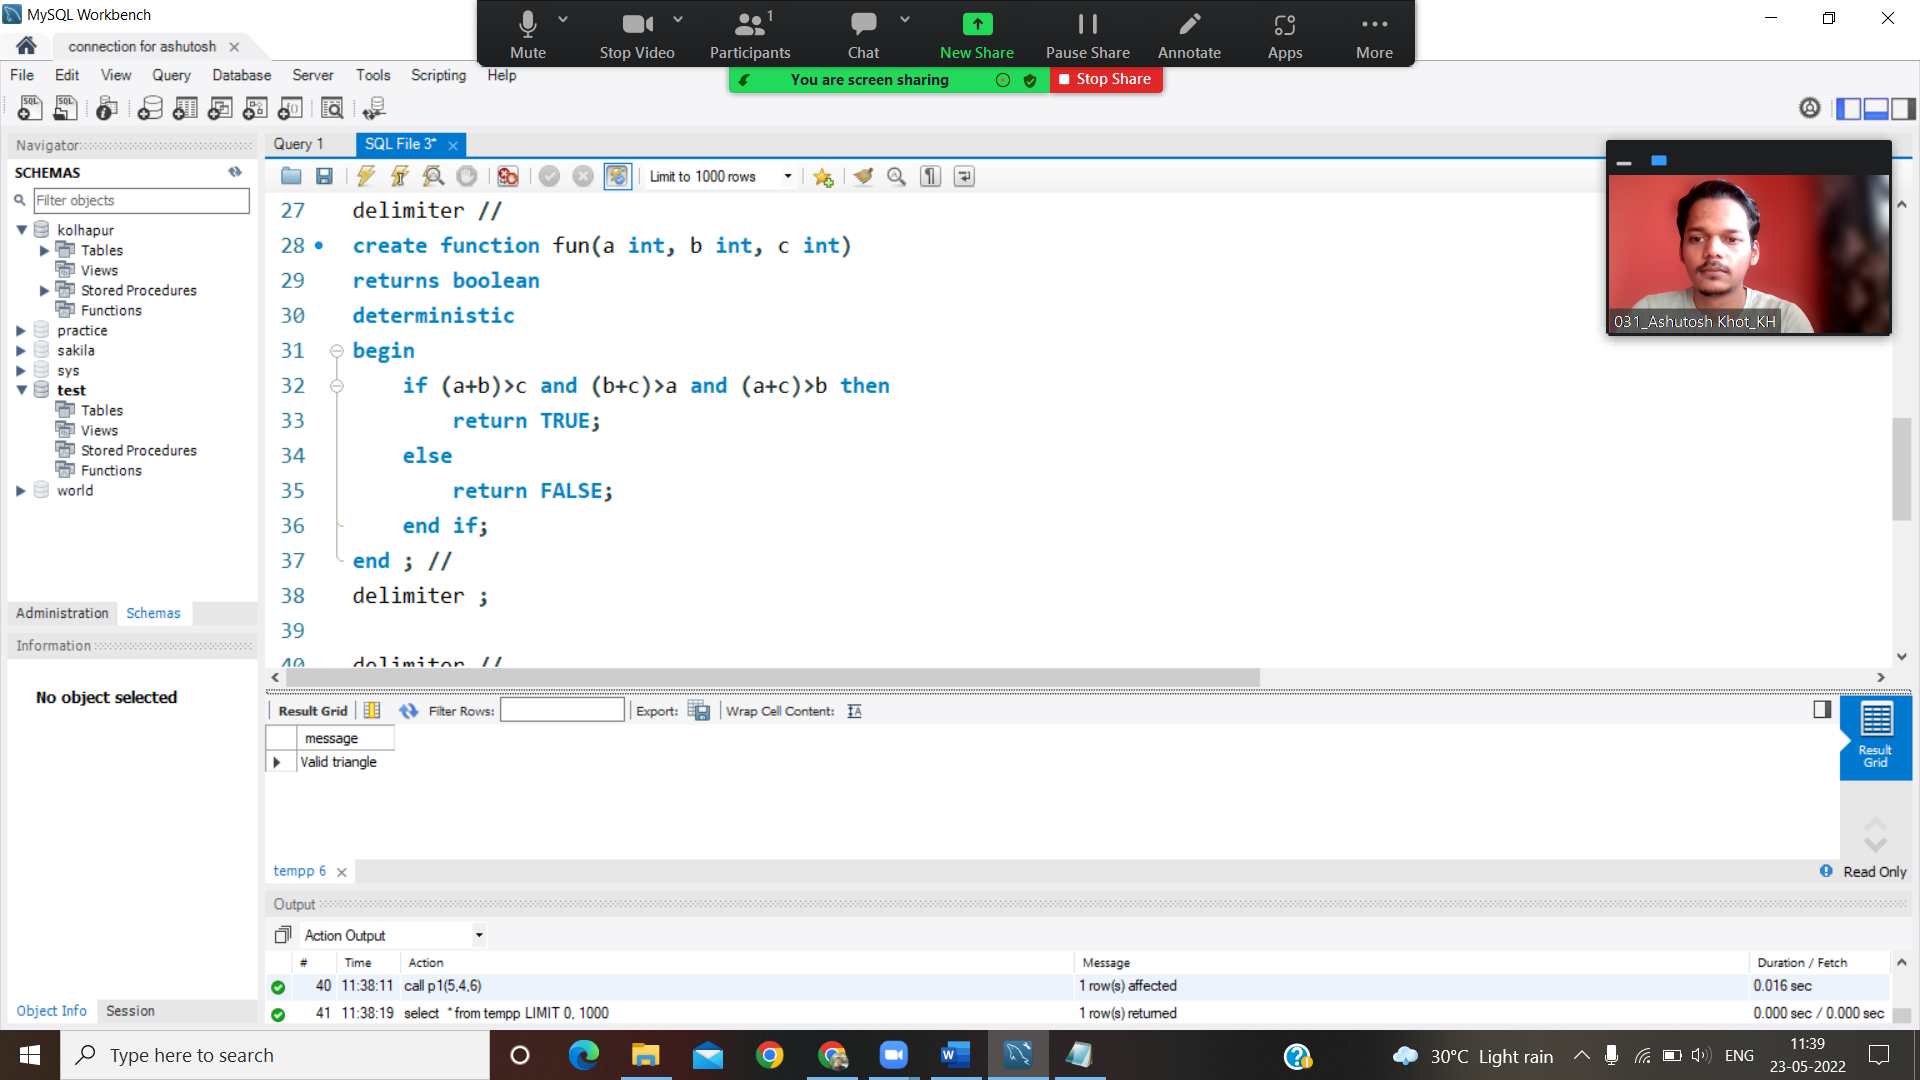 MySQL Workbench
connection for ashutosh
Mute
Stop Video
Participants
1
Chat
New Share
Pause Share
Annotate
Apps
More
You are screen sharing
Stop Share
File Edit View Query Database Server Tools Scripting Help
Navigator
SCHEMAS
Filter objects
kolhapur
Tables
Views
Stored Procedures
Functions
practice
sakila
sys
test
Tables
Views
Stored Procedures
Functions
world
Administration Schemas
Information
No object selected
Object Info Session
Query 1 SQL File 3*
Limit to 1000 rows
27 delimiter //
28 create function fun(a int, b int, c int)
29 returns boolean
30 deterministic
31 begin
32 if (a+b)>c and (b+c)>a and (a+c)>b then
33 return TRUE;
34 else
35 return FALSE;
36 end if;
37 end ; //
38 delimiter ;
39
40 delimiter //
031_Ashutosh Khot_KH
Result Grid Filter Rows: Export: Wrap Cell Content:
message
Valid triangle
Result Grid
tempp 6
Read Only
Output
Action Output
# Time Action Message Duration / Fetch
40 11:38:11 call p1(5,4,6) 1 row(s) affected 0.016 sec
41 11:38:19 select * from tempp LIMIT 0, 1000 1 row(s) returned 0.000 sec / 0.000 sec
Type here to search
30°C Light rain
ENG
11:39
23-05-2022